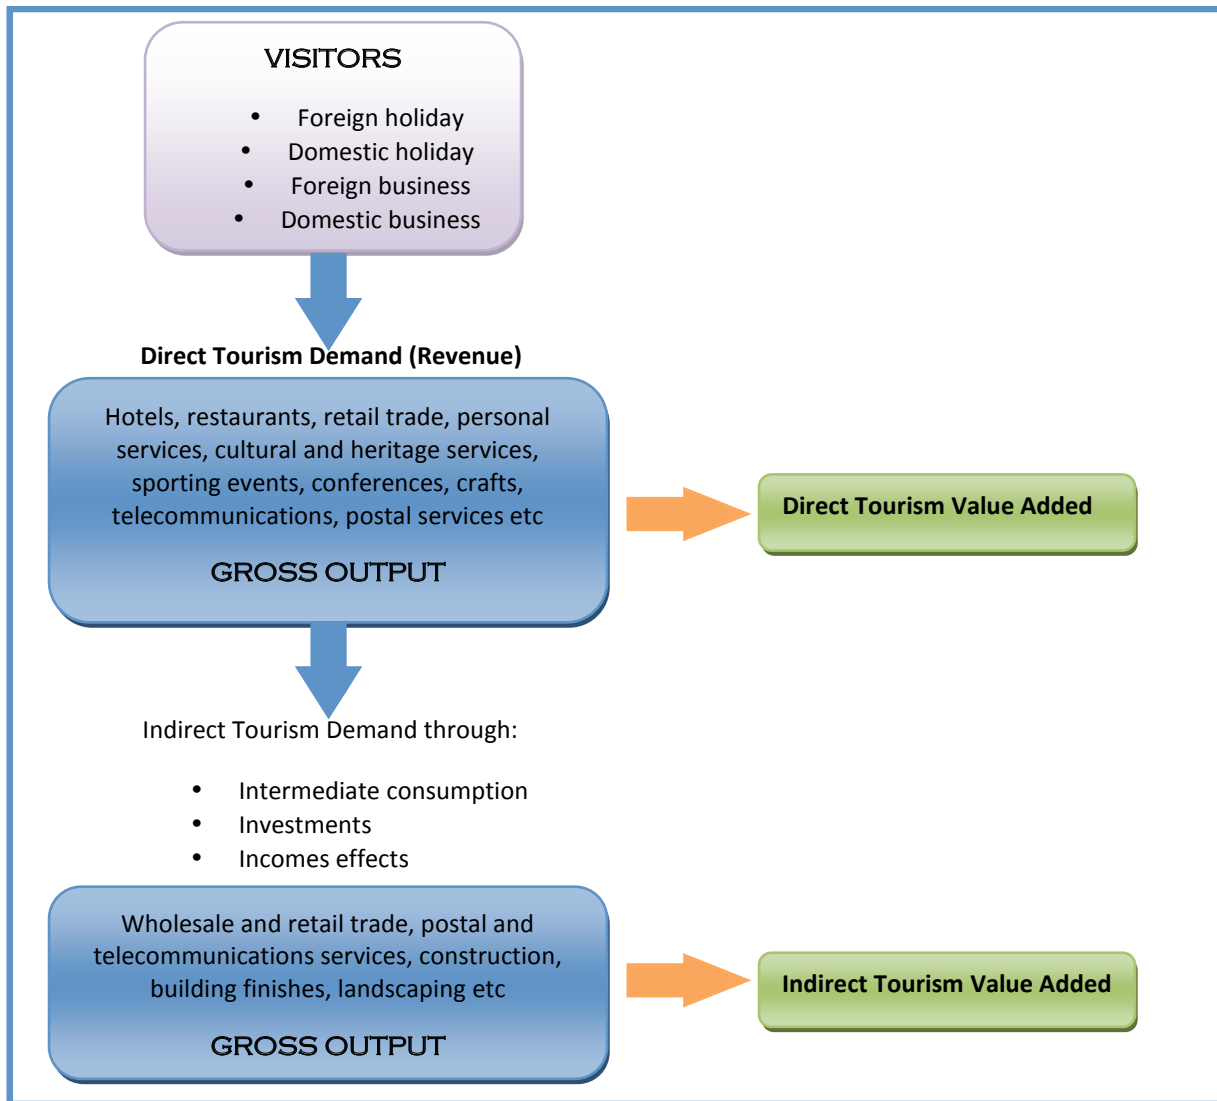 VISITORS
• Foreign holiday
• Domestic holiday
• Foreign business
• Domestic business
Direct Tourism Demand (Revenue)
Hotels, restaurants, retail trade, personal
services, cultural and heritage services,
sporting events, conferences, crafts,
telecommunications, postal services etc
GROSS OUTPUT
Direct Tourism Value Added
Indirect Tourism Demand through:
• Intermediate consumption
• Investments
• Incomes effects
Wholesale and retail trade, postal and
telecommunications services, construction,
building finishes, landscaping etc
GROSS OUTPUT
Indirect Tourism Value Added